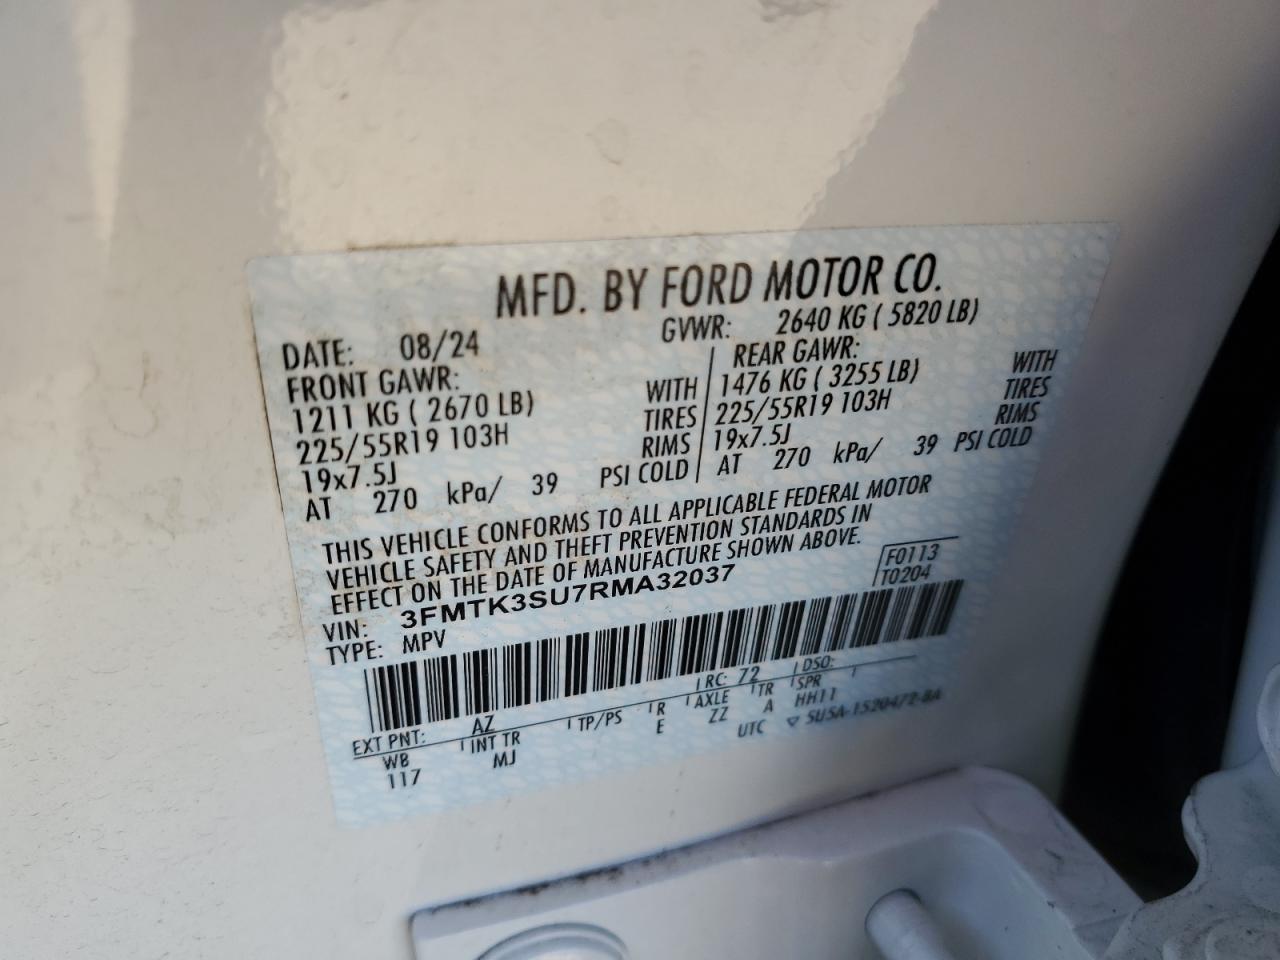 MFD. BY FORD MOTOR CO.
DATE: 08/24 GVWR: 2640 KG ( 5820 LB)
FRONT GAWR:
1211 KG ( 2670 LB) WITH
225/55R19 103H TIRES
19x7.5J RIMS
AT 270 kPa/ 39 PSI COLD
REAR GAWR:
1476 KG ( 3255 LB) WITH
225/55R19 103H TIRES
19x7.5J RIMS
AT 270 kPa/ 39 PSI COLD
THIS VEHICLE CONFORMS TO ALL APPLICABLE FEDERAL MOTOR
VEHICLE SAFETY AND THEFT PREVENTION STANDARDS IN
EFFECT ON THE DATE OF MANUFACTURE SHOWN ABOVE.
VIN: 3FMTK3SU7RMA32037
TYPE: MPV
F0113
T0204
EXT PNT: AZ RC: 72 DSO:
WB INT TR TP/PS R AXLE TR SPR
117 MJ E ZZ A HH11
UTC ▽ SU5A-1520472-BA